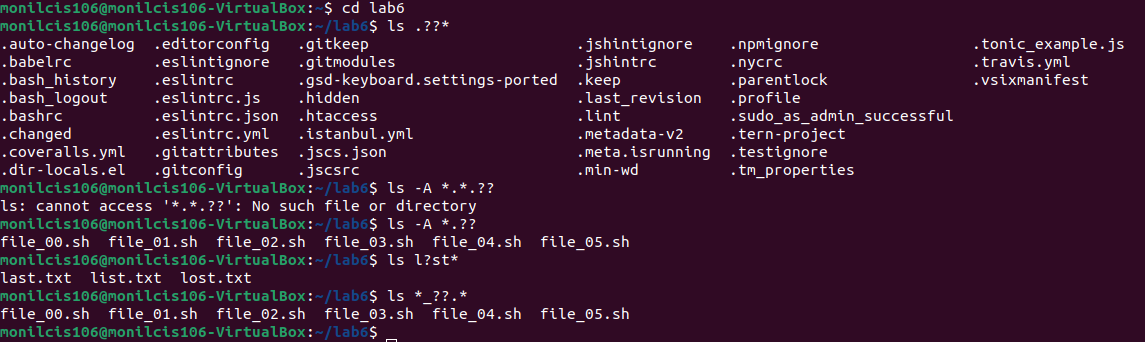 monilcis106@monilcis106-VirtualBox:~$ cd lab6
monilcis106@monilcis106-VirtualBox:~/lab6$ ls .??*
.auto-changelog .editorconfig .gitkeep .jshintignore .npmignore .tonic_example.js
.babelrc .eslintignore .gitmodules .jshintrc .nycrc .travis.yml
.bash_history .eslintrc .gsd-keyboard.settings-ported .keep .parentlock .vsixmanifest
.bash_logout .eslintrc.js .hidden .last_revision .profile
.bashrc .eslintrc.json .htaccess .lint .sudo_as_admin_successful
.changed .eslintrc.yml .istanbul.yml .metadata-v2 .tern-project
.coveralls.yml .gitattributes .jscs.json .meta.isrunning .testignore
.dir-locals.el .gitconfig .jscsrc .min-wd .tm_properties
monilcis106@monilcis106-VirtualBox:~/lab6$ ls -A *.*.??
ls: cannot access '*.*.??': No such file or directory
monilcis106@monilcis106-VirtualBox:~/lab6$ ls -A *.??
file_00.sh file_01.sh file_02.sh file_03.sh file_04.sh file_05.sh
monilcis106@monilcis106-VirtualBox:~/lab6$ ls l?st*
last.txt list.txt lost.txt
monilcis106@monilcis106-VirtualBox:~/lab6$ ls *_??.*
file_00.sh file_01.sh file_02.sh file_03.sh file_04.sh file_05.sh
monilcis106@monilcis106-VirtualBox:~/lab6$